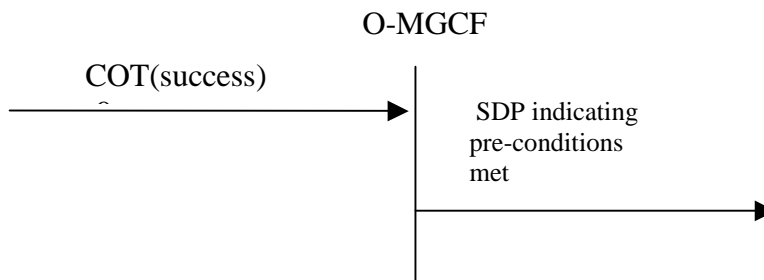 O-MGCF
COT(success)
SDP indicating
pre-conditions
met